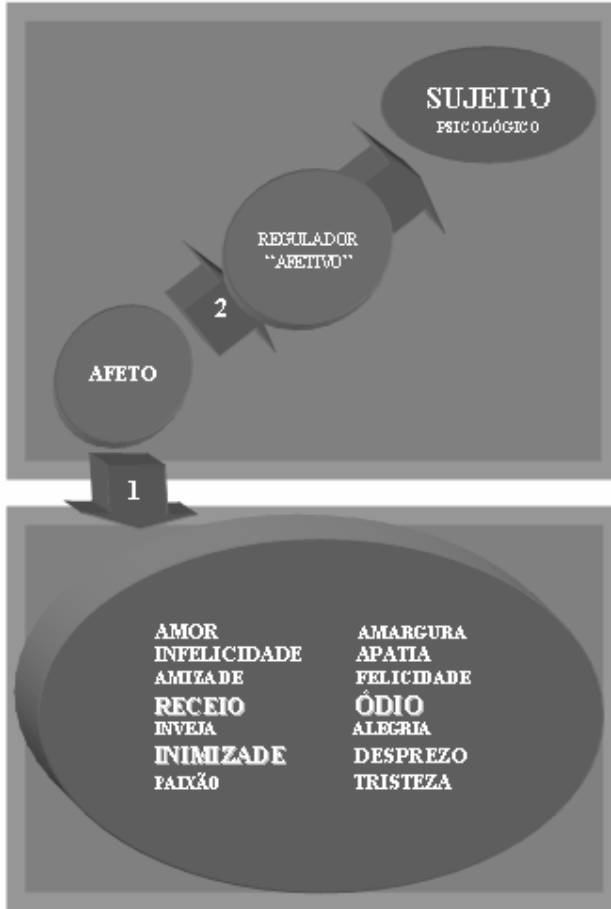 SUJEITO
PSICOLÓGICO
REGULADOR
“AFETIVO”
2
AFETO
1
AMOR
INFELICIDADE
AMIZADE
RECEIO
INVEJA
INIMIZADE
PAIXÃO
AMARGURA
APATIA
FELICIDADE
ÔDIO
ALEGRIA
DESPREZO
TRISTEZA